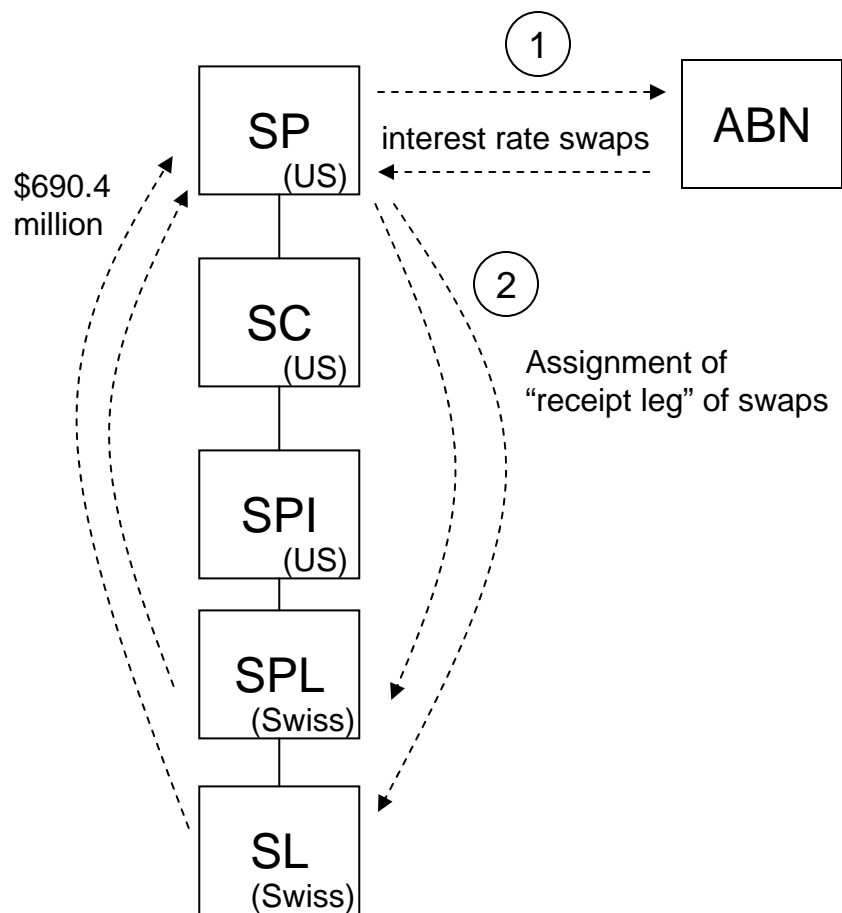 1
SP
(US)
interest rate swaps
ABN
$690.4
million
SC
(US)
2
Assignment of
“receipt leg” of swaps
SPI
(US)
SPL
(Swiss)
SL
(Swiss)